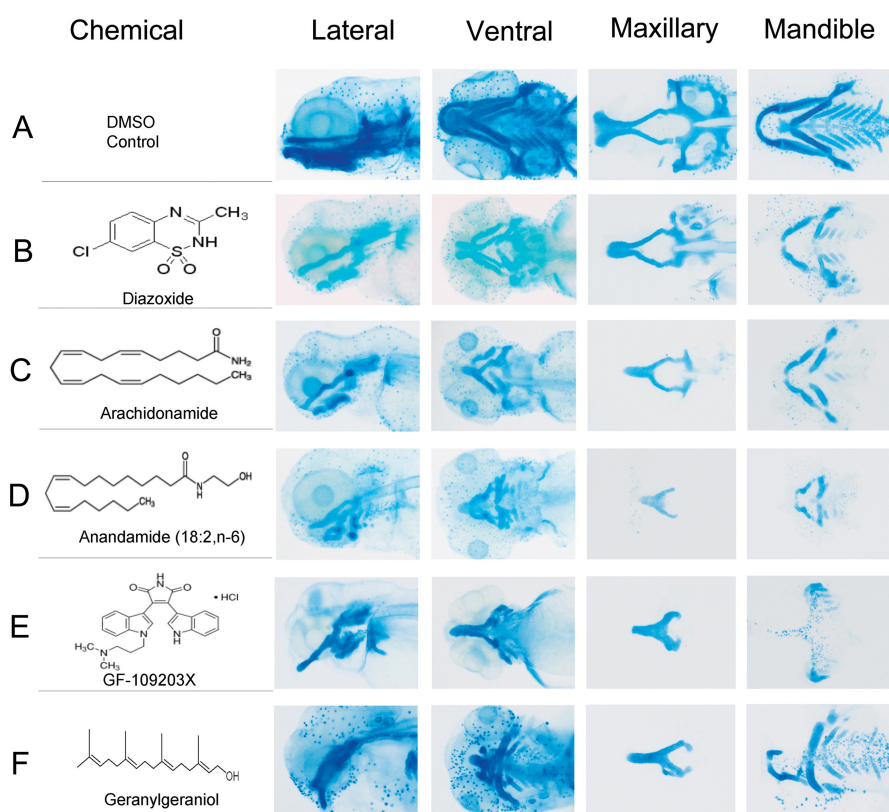 Chemical Lateral Ventral Maxillary Mandible
A
DMSO
Control
B
N CH₃
Cl S NH
O O
Diazoxide
C
O
NH₂
CH₃
Arachidonamide
D
O
N OH
H
CH₃
Anandamide (18:2,n-6)
E
H
N
O O
• HCl
N N
H
H₃C
N
CH₃
GF-109203X
F
OH
Geranylgeraniol